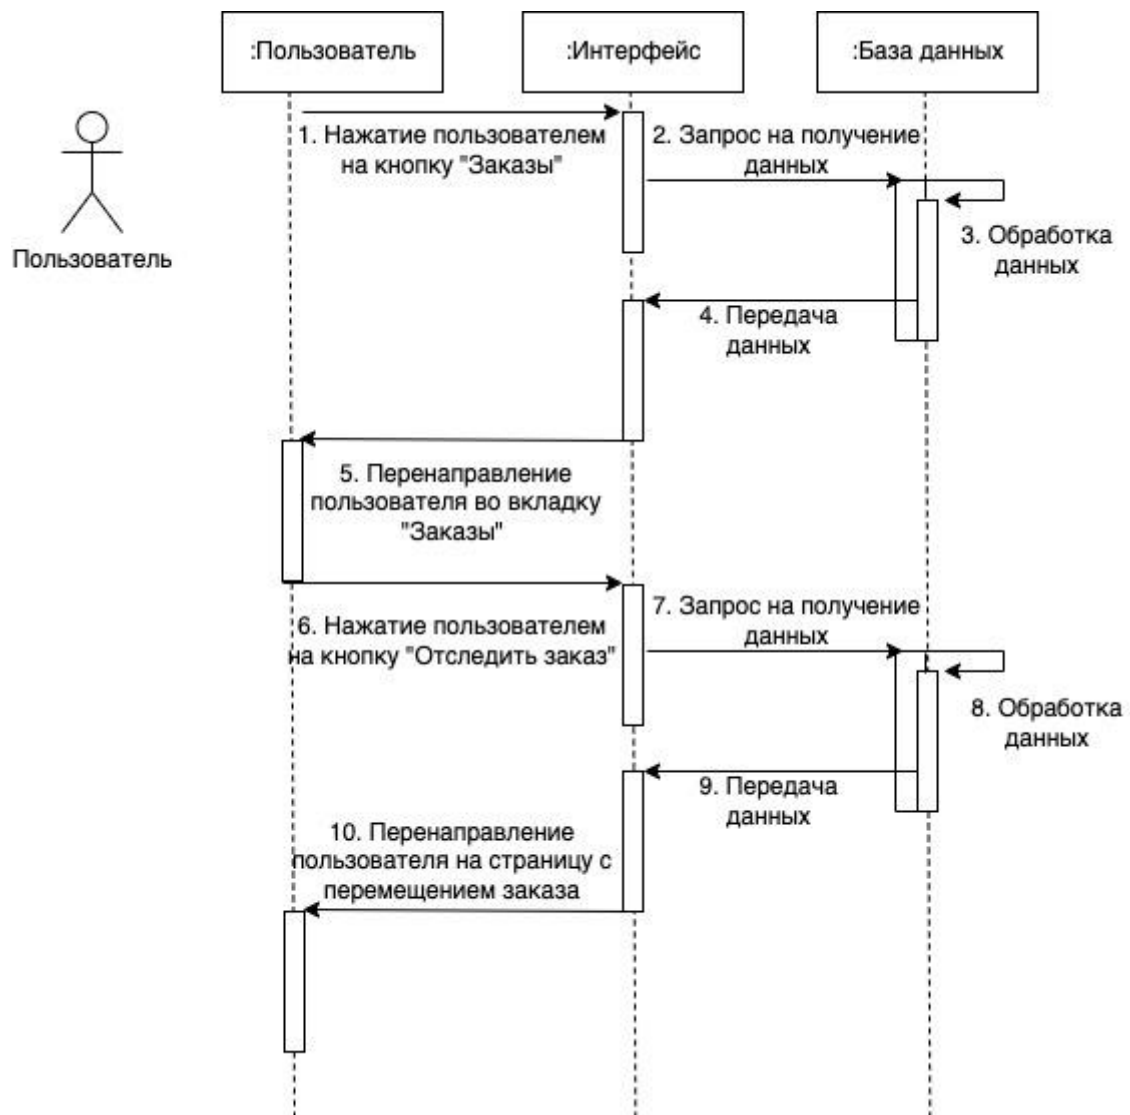 :Пользователь
:Интерфейс
:База данных
Пользователь
1. Нажатие пользователем
на кнопку "Заказы"
2. Запрос на получение
данных
3. Обработка
данных
4. Передача
данных
5. Перенаправление
пользователя во вкладку
"Заказы"
6. Нажатие пользователем
на кнопку "Отследить заказ"
7. Запрос на получение
данных
8. Обработка
данных
9. Передача
данных
10. Перенаправление
пользователя на страницу с
перемещением заказа